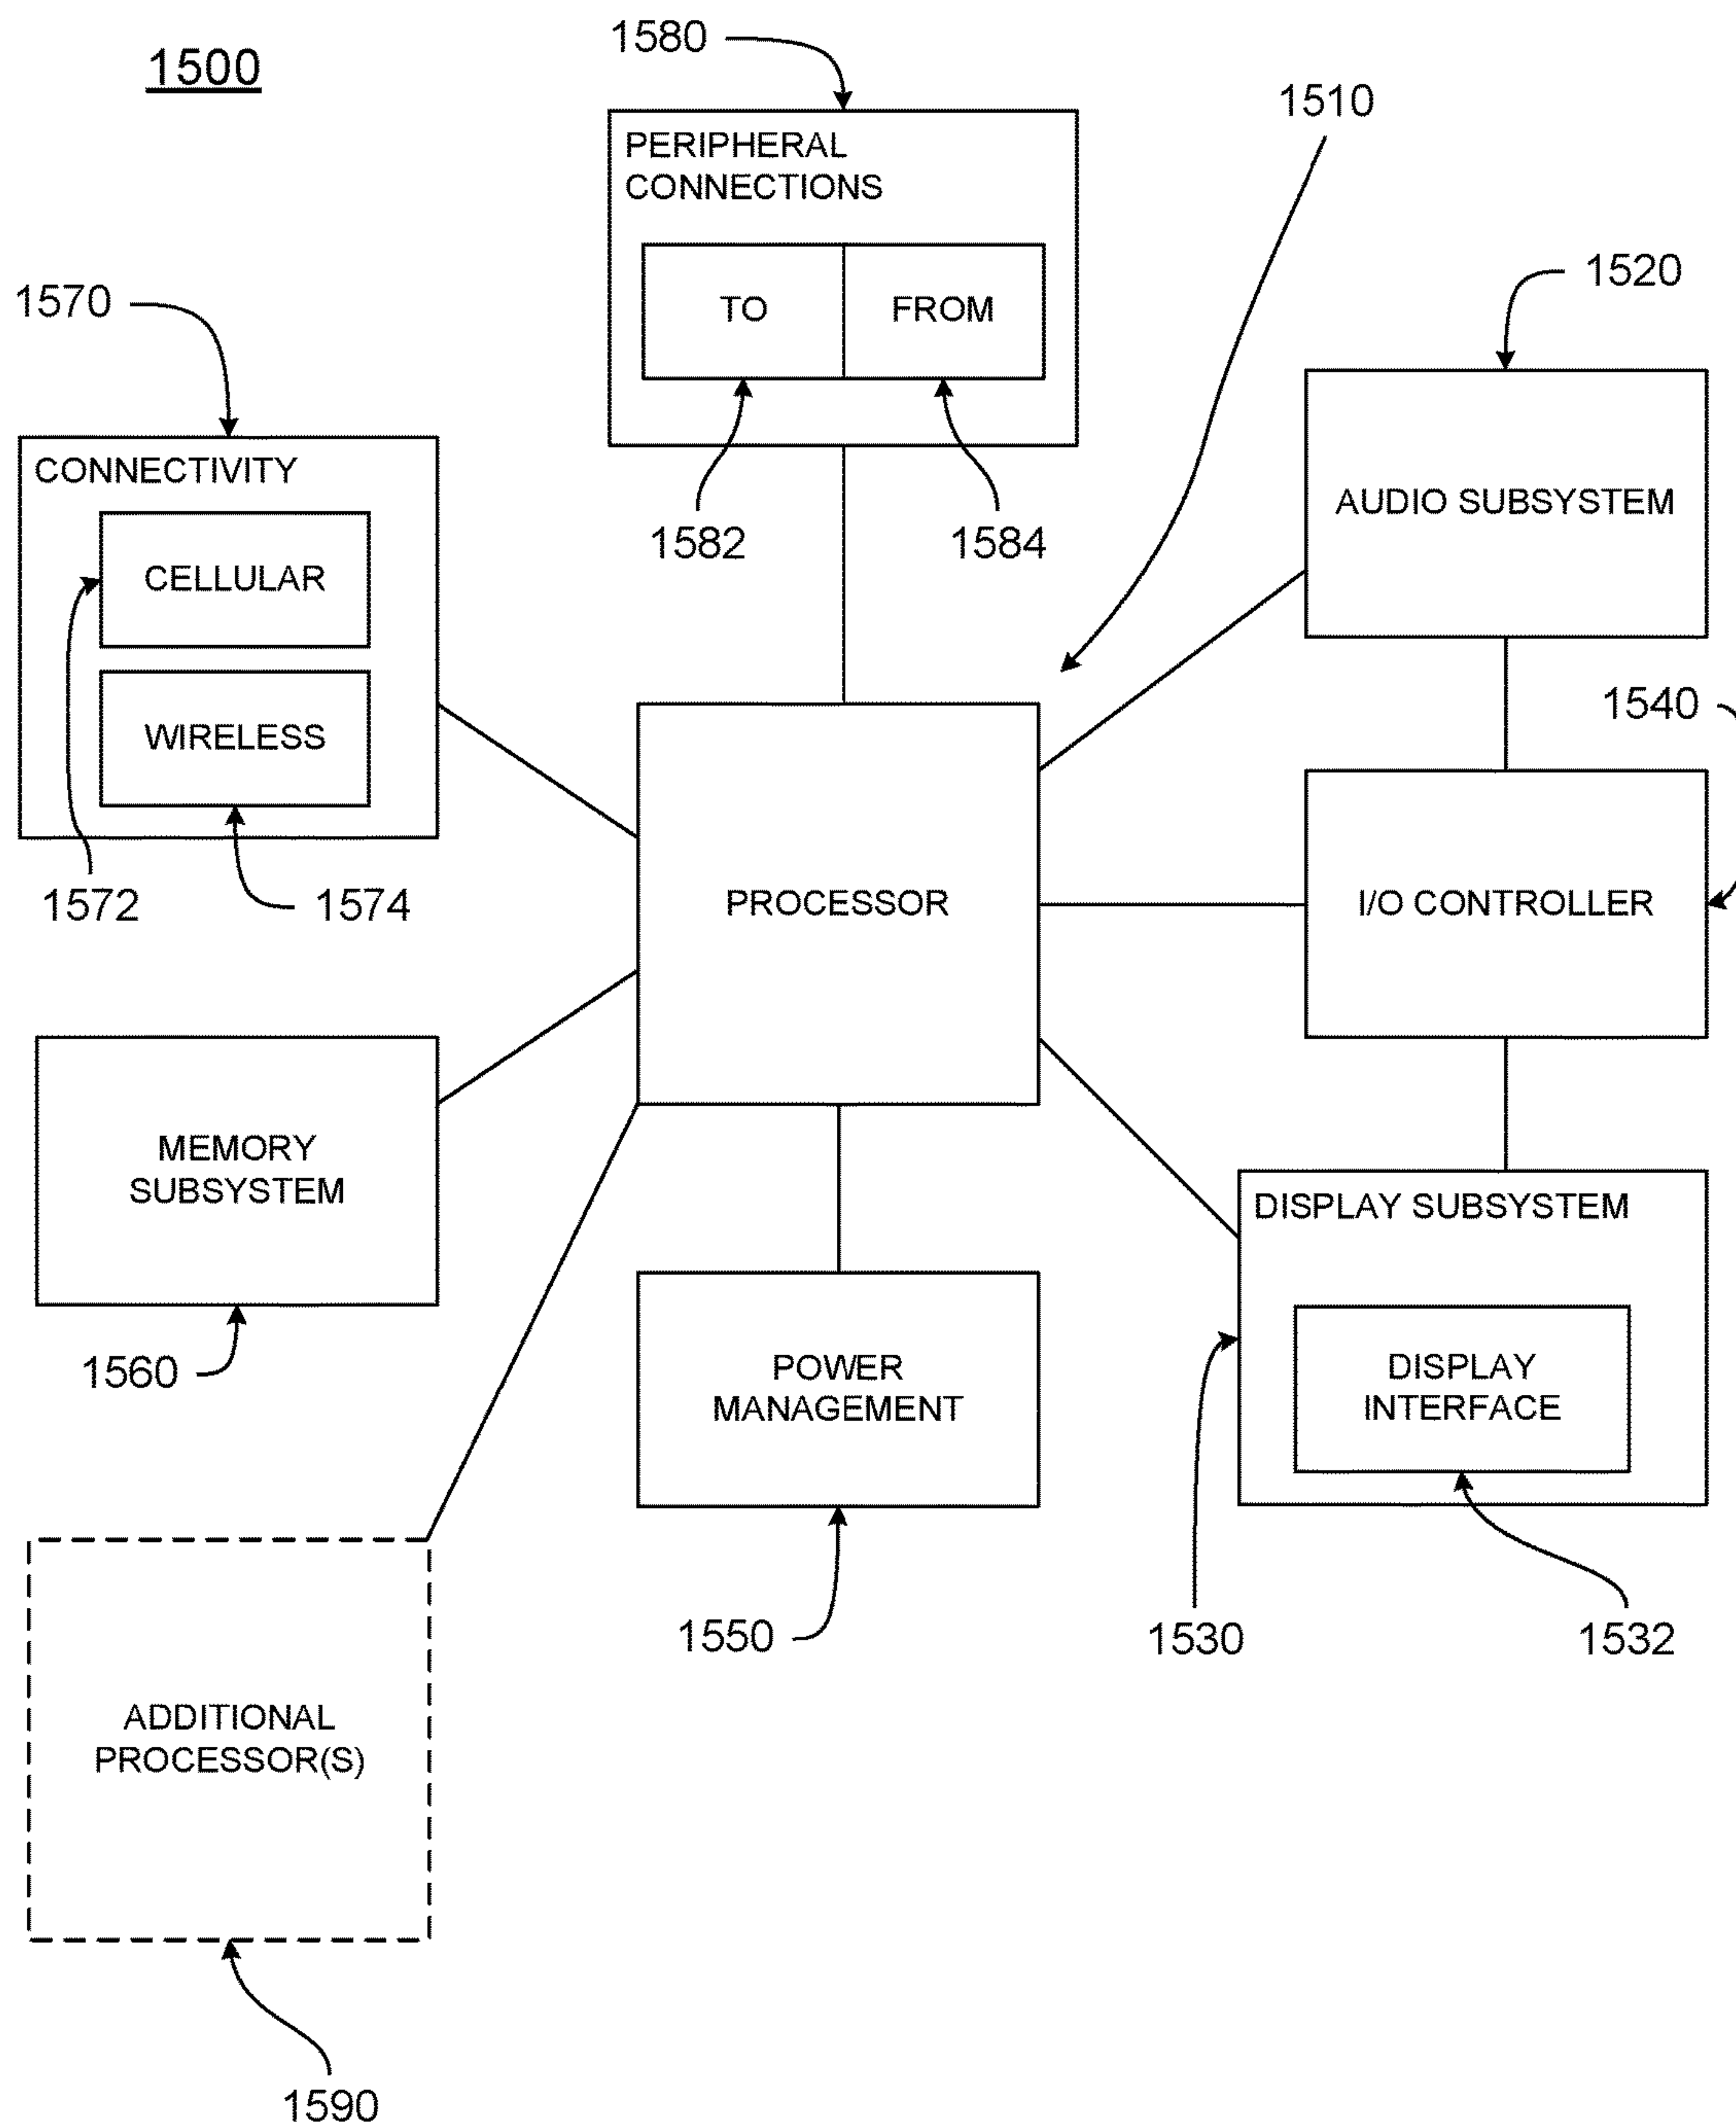 1500
1580
1510
PERIPHERAL
CONNECTIONS
TO
FROM
1582
1584
1520
AUDIO SUBSYSTEM
1570
CONNECTIVITY
CELLULAR
WIRELESS
1572
1574
1540
PROCESSOR
I/O CONTROLLER
MEMORY
SUBSYSTEM
1560
POWER
MANAGEMENT
1550
DISPLAY SUBSYSTEM
DISPLAY
INTERFACE
1530
1532
ADDITIONAL
PROCESSOR(S)
1590